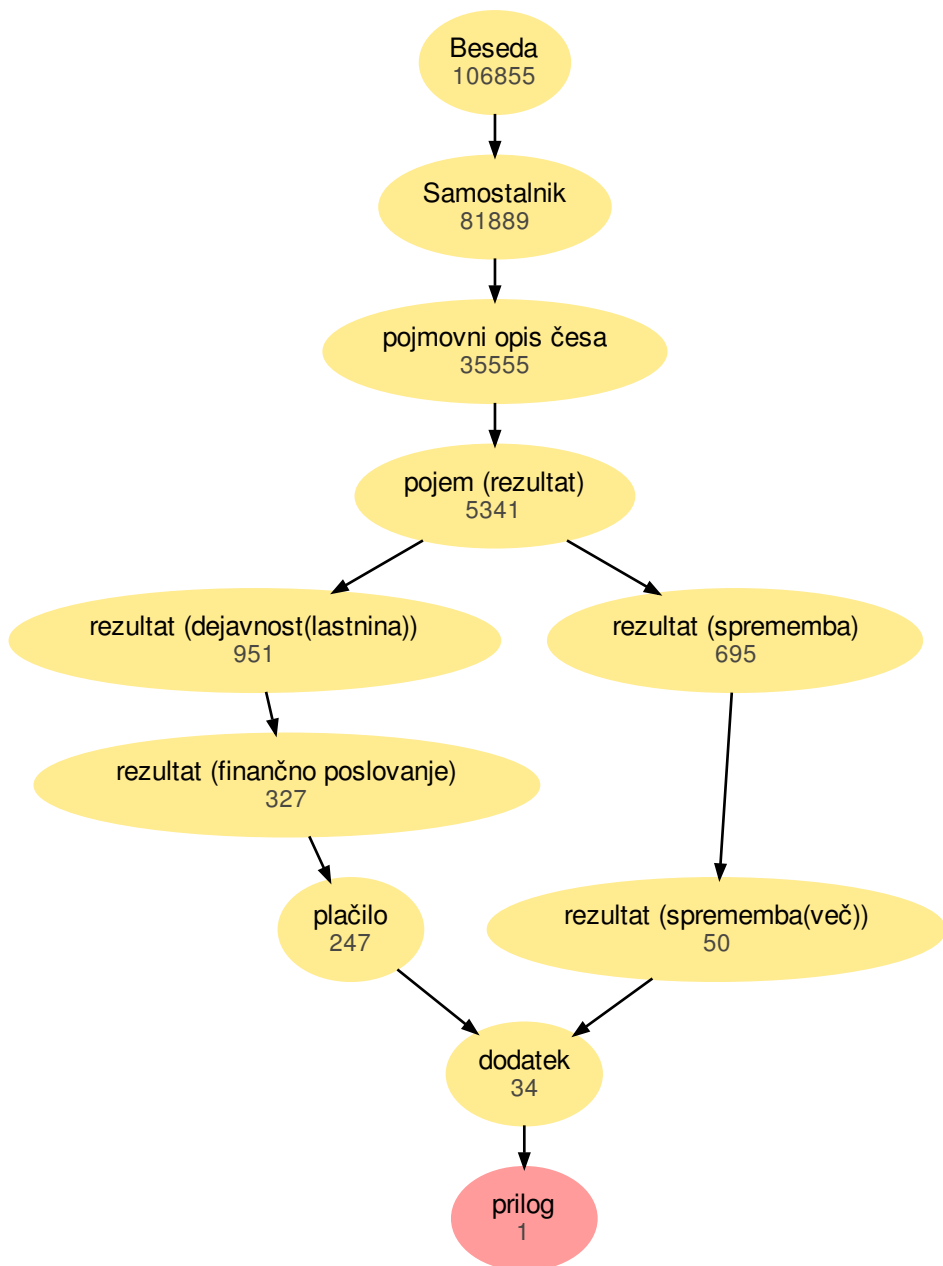 Beseda
106855
Samostalnik
81889
pojmovni opis česa
35555
pojem (rezultat)
5341
rezultat (dejavnost(lastnina))
951
rezultat (sprememba)
695
rezultat (finančno poslovanje)
327
plačilo
247
rezultat (sprememba(več))
50
dodatek
34
prilog
1